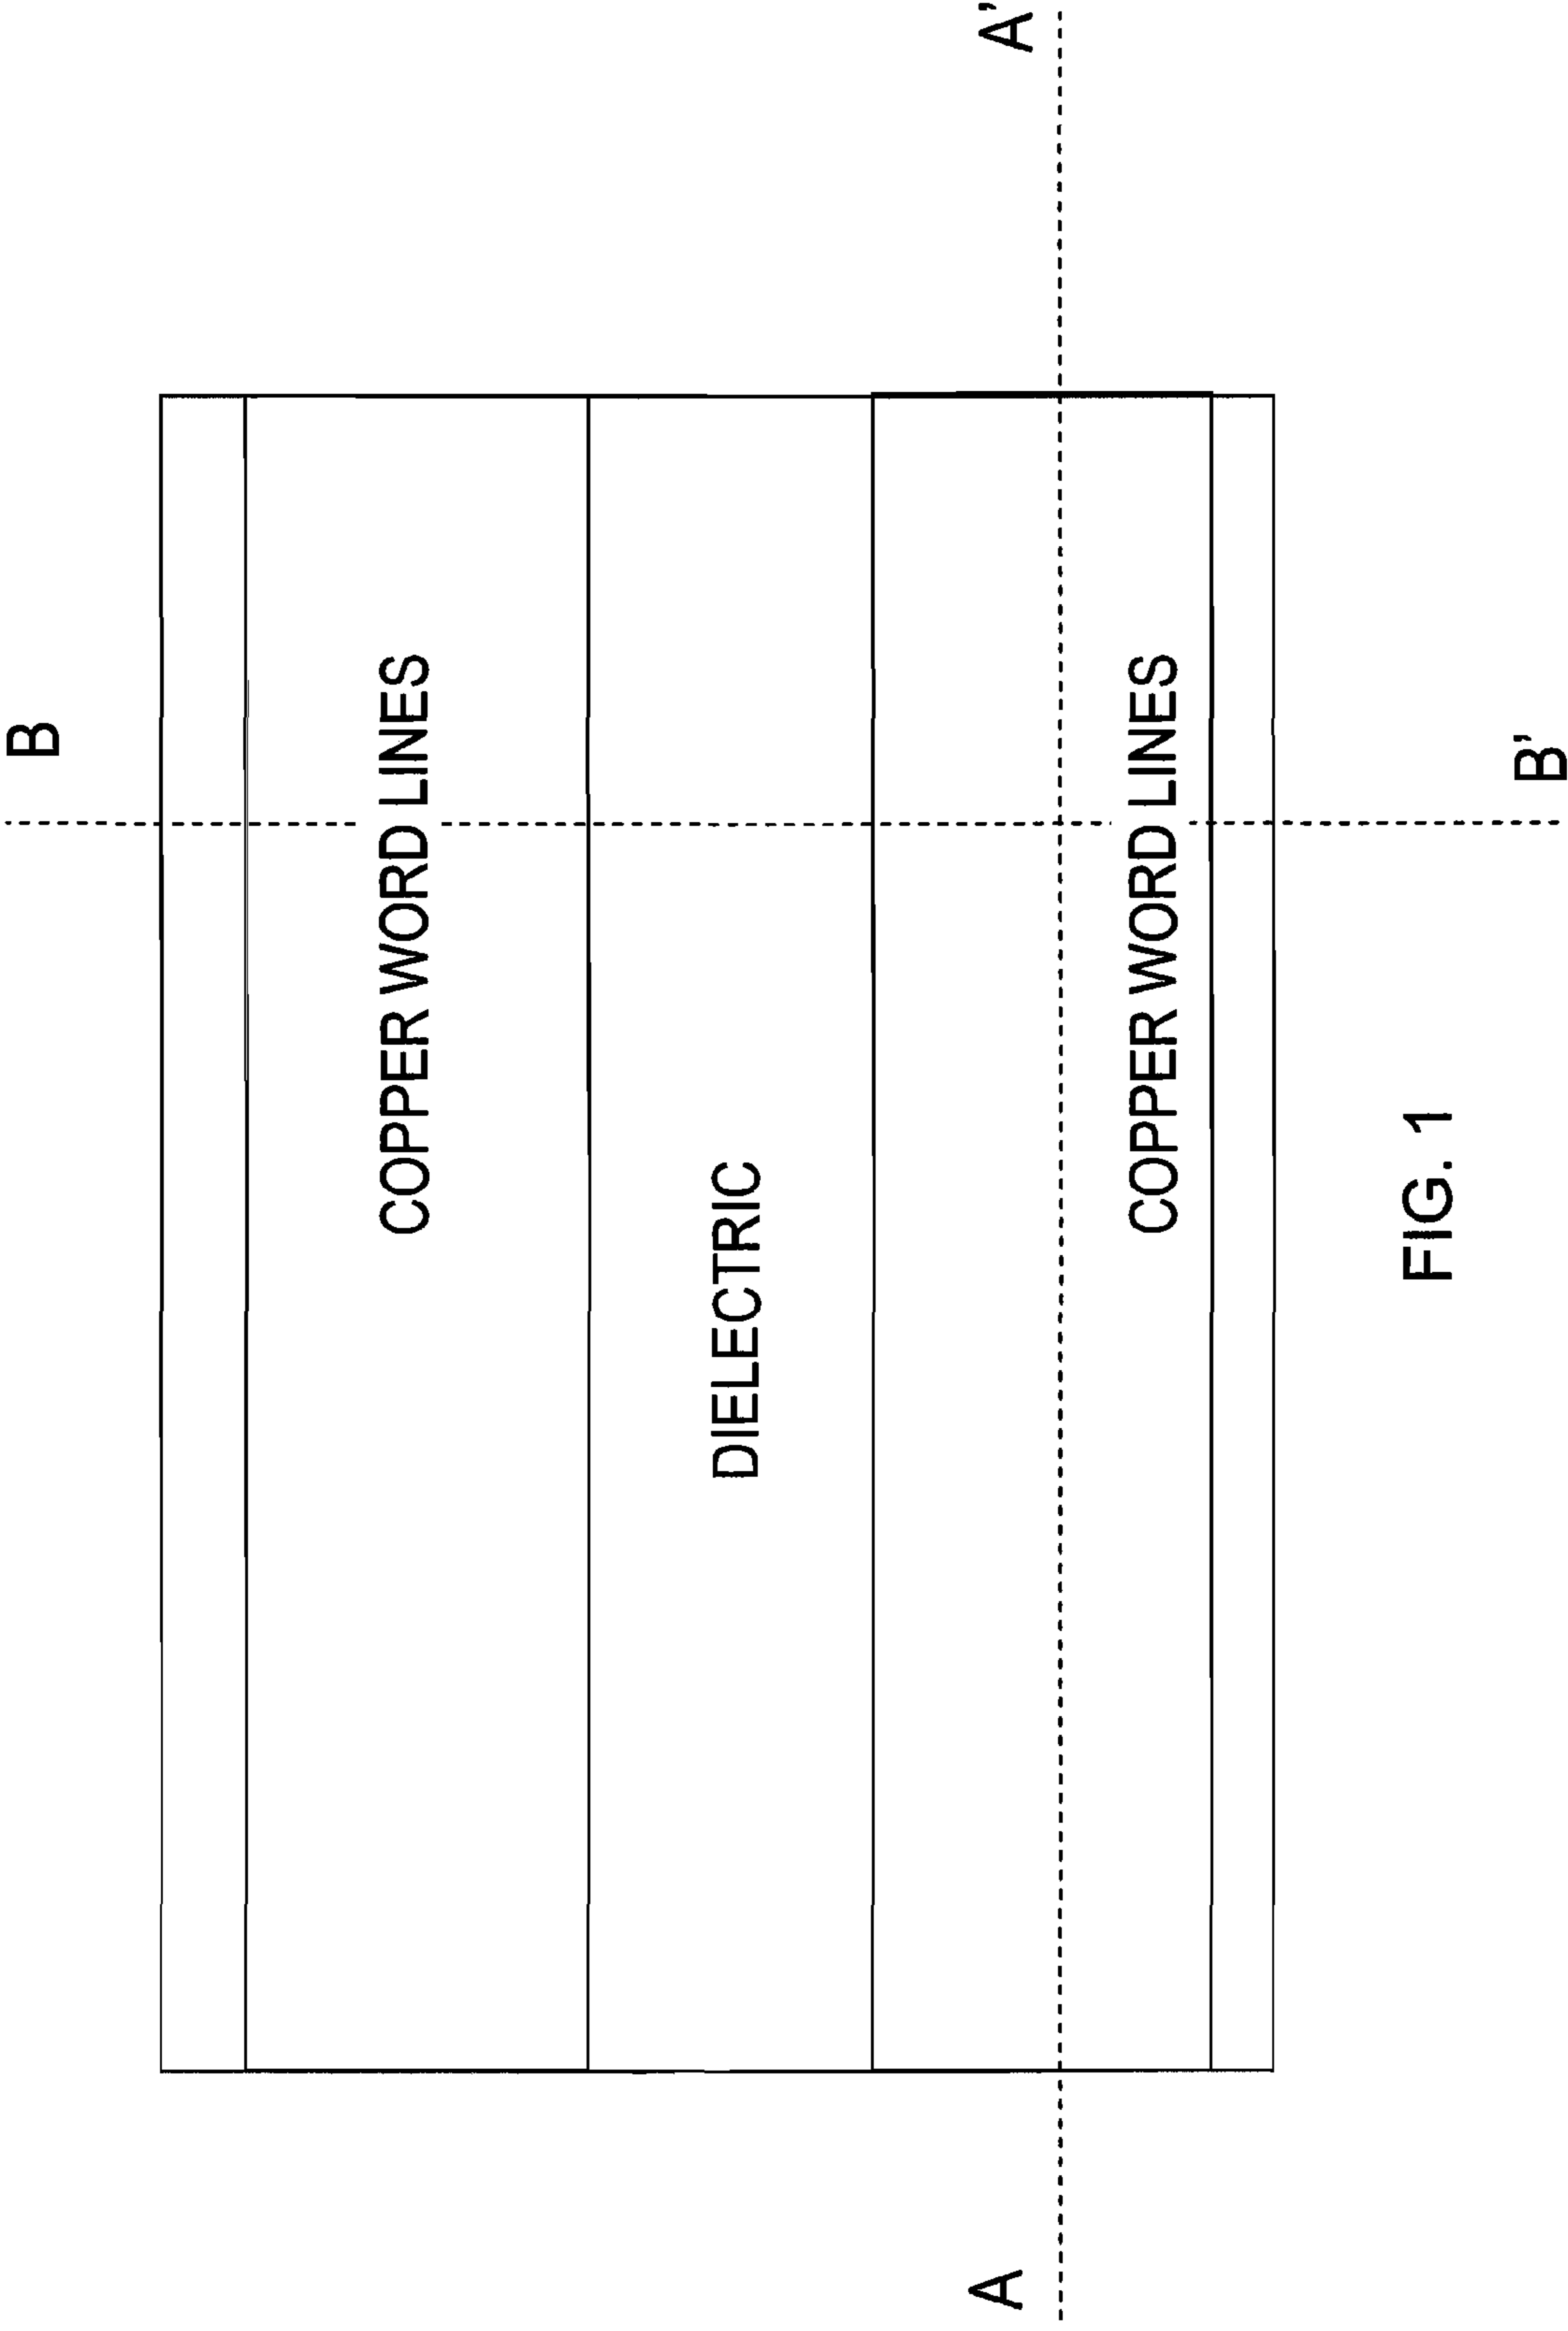 B
COPPER WORD LINES
DIELECTRIC
A
A'
COPPER WORD LINES
B'
FIG. 1